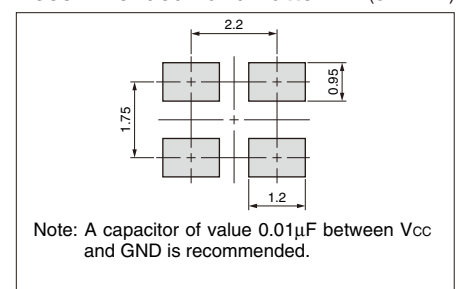 2.2
0.95
1.75
1.2
Note: A capacitor of value 0.01µF between Vcc
and GND is recommended.